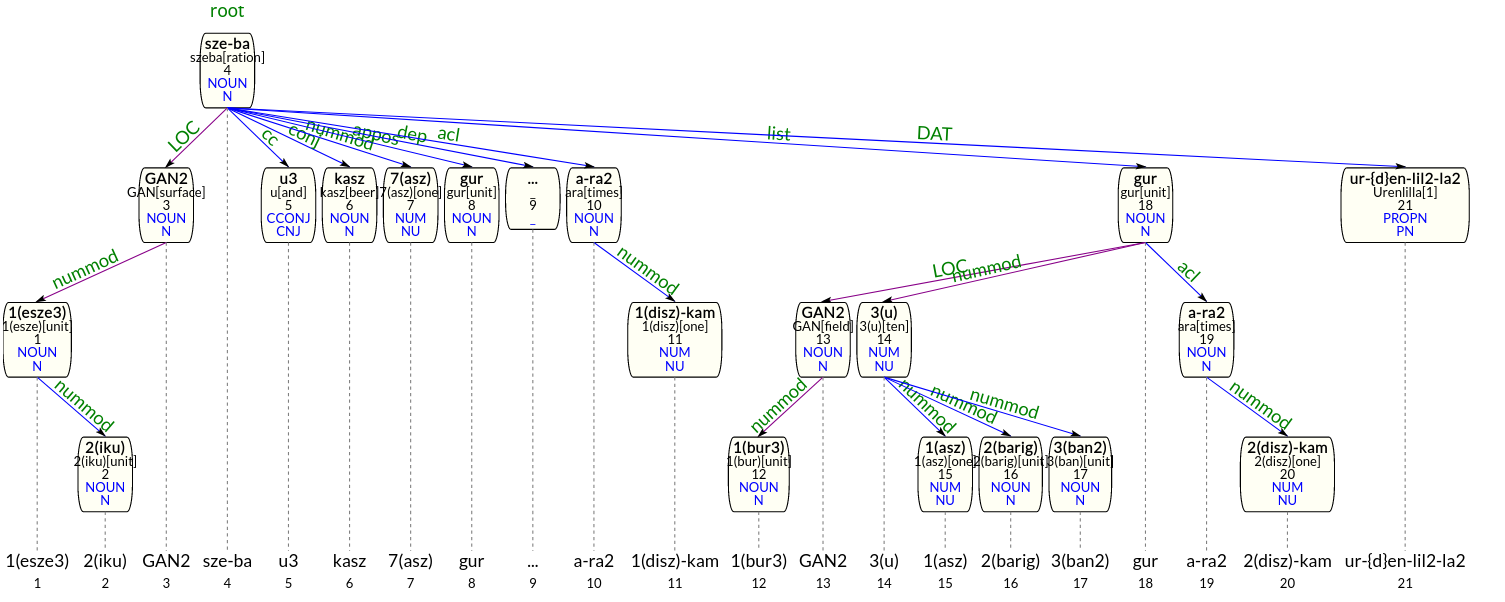 root
sze-ba
szeba[ration]
4
NOUN
N
LOC cc conj nummod appos dep acl list DAT
GAN2 u3 kasz 7(asz) gur ... a-ra2 gur ur-{d}en-lil2-la2
GAN[surface] u[and] kasz[beer] 7(asz)[one] gur[unit] _ ara[times] gur[unit] Urenlilla[1]
3 5 6 7 8 9 10 18 21
NOUN CCONJ NOUN NUM NOUN _ NOUN NOUN PROPN
N CNJ N NU N N N PN
nummod nummod LOC nummod acl
1(esze3) 1(disz)-kam GAN2 3(u) a-ra2
1(esze)[unit] 1(disz)[one] GAN[field] 3(u)[ten] ara[times]
1 11 13 14 19
NOUN NUM NOUN NUM NOUN
N NU N NU N
nummod nummod nummod nummod nummod nummod
2(iku) 1(bur3) 1(asz) 2(barig) 3(ban2) 2(disz)-kam
2(iku)[unit] 1(bur)[unit] 1(asz)[one] 2(barig)[unit] 3(ban)[unit] 2(disz)[one]
2 12 15 16 17 20
NOUN NOUN NUM NOUN NOUN NUM
N N NU N N NU
1(esze3) 2(iku) GAN2 sze-ba u3 kasz 7(asz) gur ... a-ra2 1(disz)-kam 1(bur3) GAN2 3(u) 1(asz) 2(barig) 3(ban2) gur a-ra2 2(disz)-kam ur-{d}en-lil2-la2
1 2 3 4 5 6 7 8 9 10 11 12 13 14 15 16 17 18 19 20 21